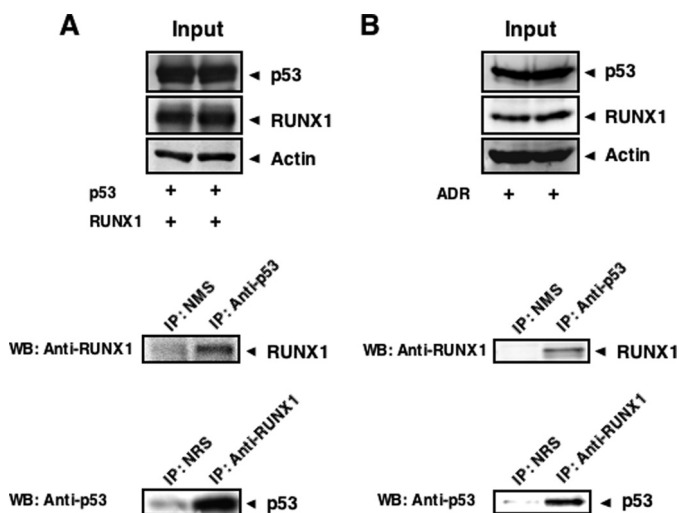 A
Input
p53
RUNX1
Actin
p53 + +
RUNX1 + +
IP: NMS
IP: Anti-p53
WB: Anti-RUNX1
RUNX1
IP: NRS
IP: Anti-RUNX1
WB: Anti-p53
p53
B
Input
p53
RUNX1
Actin
ADR + +
IP: NMS
IP: Anti-p53
WB: Anti-RUNX1
RUNX1
IP: NRS
IP: Anti-RUNX1
WB: Anti-p53
p53